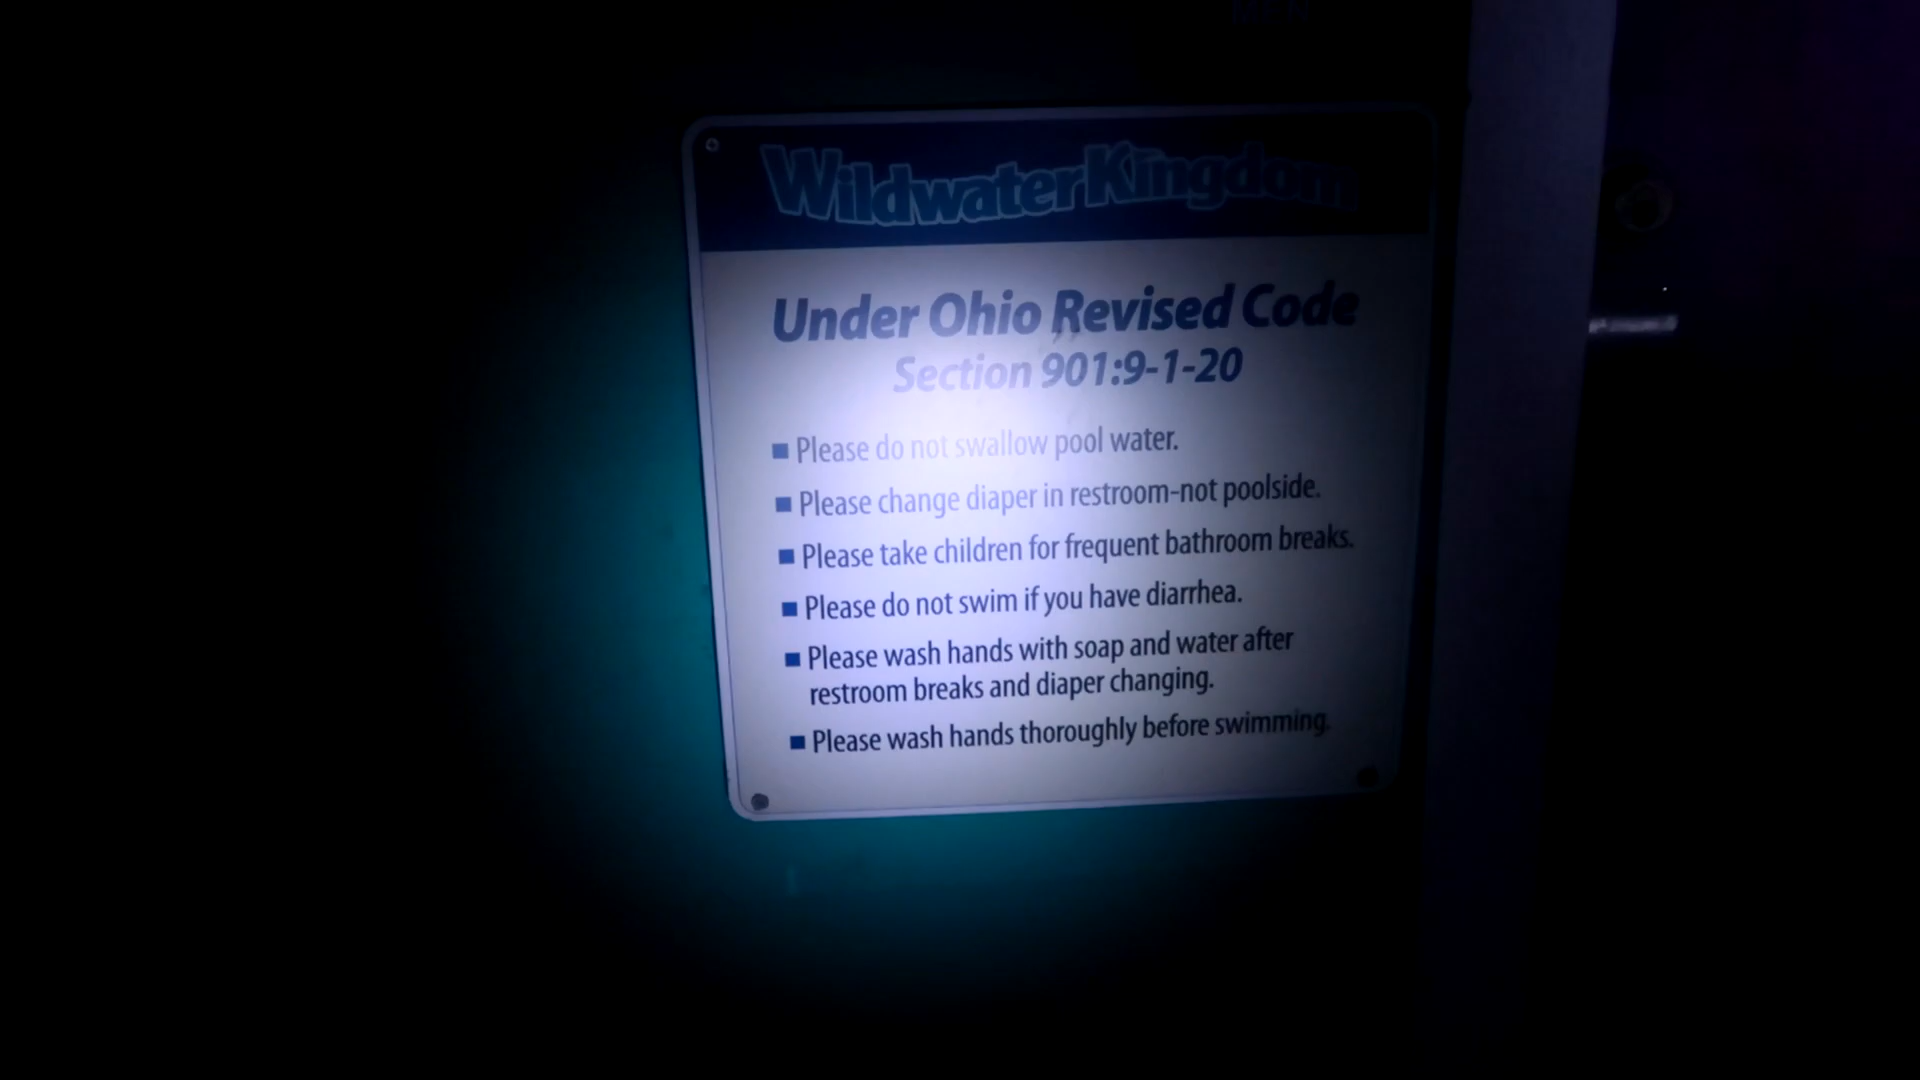 MEN
WildwaterKingdom
Under Ohio Revised Code
Section 901:9-1-20
■ Please do not swallow pool water.
■ Please change diaper in restroom-not poolside.
■ Please take children for frequent bathroom breaks.
■ Please do not swim if you have diarrhea.
■ Please wash hands with soap and water after
restroom breaks and diaper changing.
■ Please wash hands thoroughly before swimming.